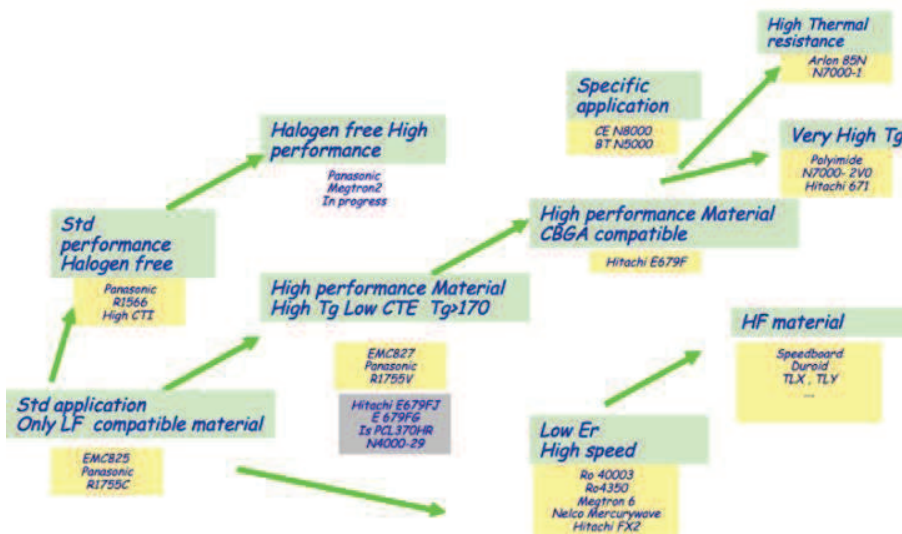 High Thermal
resistance
Arlon 85N
N7000-1
Specific
application
CE N8000
BT N5000
Halogen free High
performance
Panasonic
Megtron2
In progress
Very High Tg
Polyimide
N7000- 2V0
Hitachi 671
Std
performance
Halogen free
Panasonic
R1566
High CTI
High performance Material
CBGA compatible
Hitachi E679F
High performance Material
High Tg Low CTE Tg>170
EMC827
Panasonic
R1755V
Hitachi E679FJ
E 679FG
Is PCL370HR
N4000-29
HF material
Speedboard
Duroid
TLX , TLY
...
Std application
Only LF compatible material
EMC825
Panasonic
R1755C
Low Er
High speed
Ro 40003
Ro4350
Megtron 6
Nelco Mercurywave
Hitachi FX2